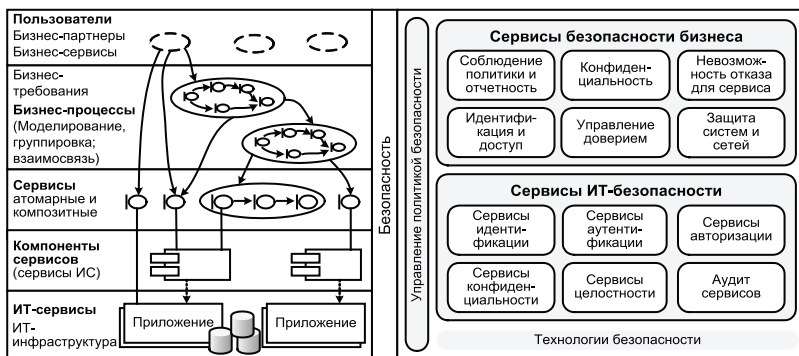 Пользователи
Бизнес-партнеры
Бизнес-сервисы
Бизнес-
требования
Бизнес-процессы
(Моделирование,
группировка;
взаимосвязь)
Сервисы
атомарные и
композитные
Компоненты
сервисов
(сервисы ИС)
ИТ-сервисы
ИТ-
инфраструктура
Приложение
Приложение
Безопасность
Управление политикой безопасности
Сервисы безопасности бизнеса
Соблюдение
политики и
отчетность
Конфиден-
циальность
Невозмож-
ность отказа
для сервиса
Идентифи-
кация и
доступ
Управление
доверием
Защита
систем и
сетей
Сервисы ИТ-безопасности
Сервисы
иденти-
фикации
Сервисы
аутенти-
фикации
Сервисы
авторизации
Сервисы
конфиден-
циальности
Сервисы
целостности
Аудит
сервисов
Технологии безопасности